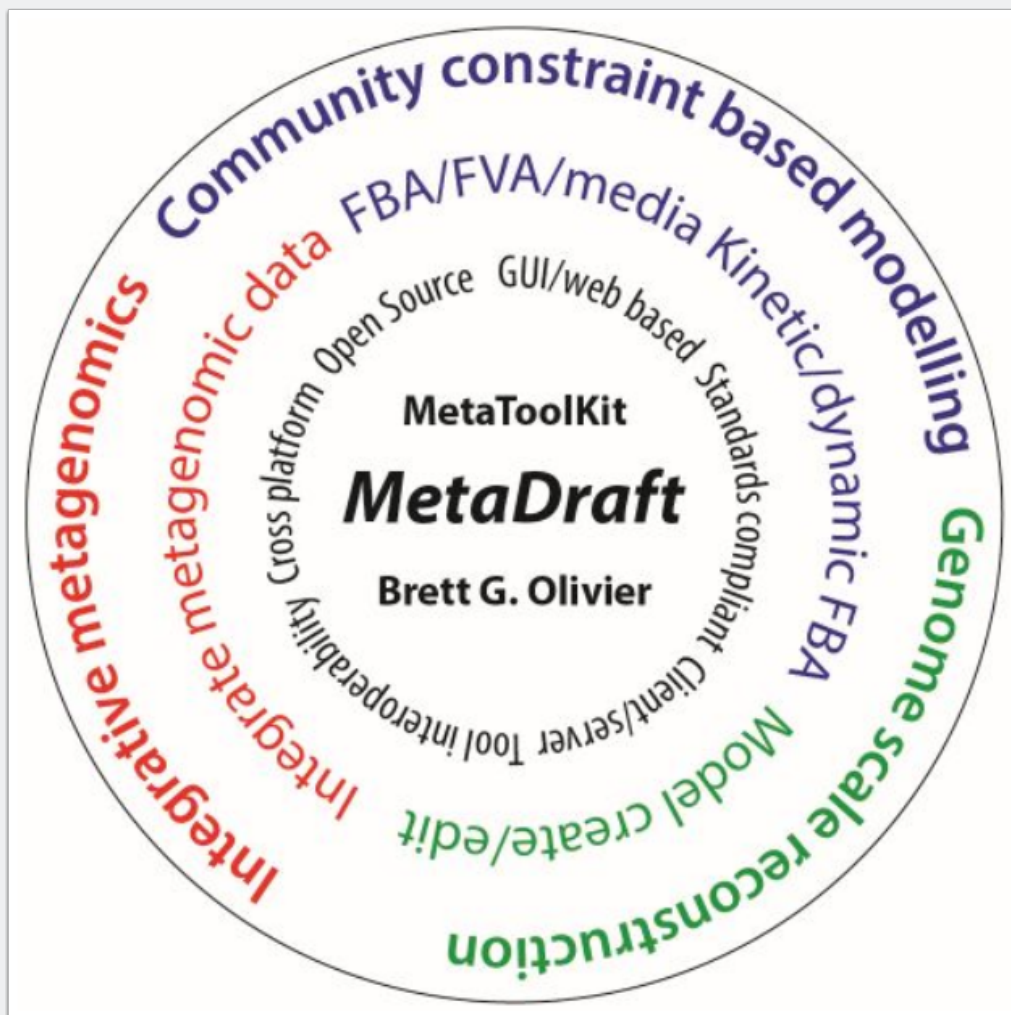 Community constraint based modelling
Genome scale reconstruction
Integrative metagenomics
FBA/FVA/media Kinetic/dynamic FBA
Model create/edit
Integrate metagenomic data
GUI/web based Standards compliant Client/server Tool interoperability Cross platform Open Source
MetaToolKit
MetaDraft
Brett G. Olivier